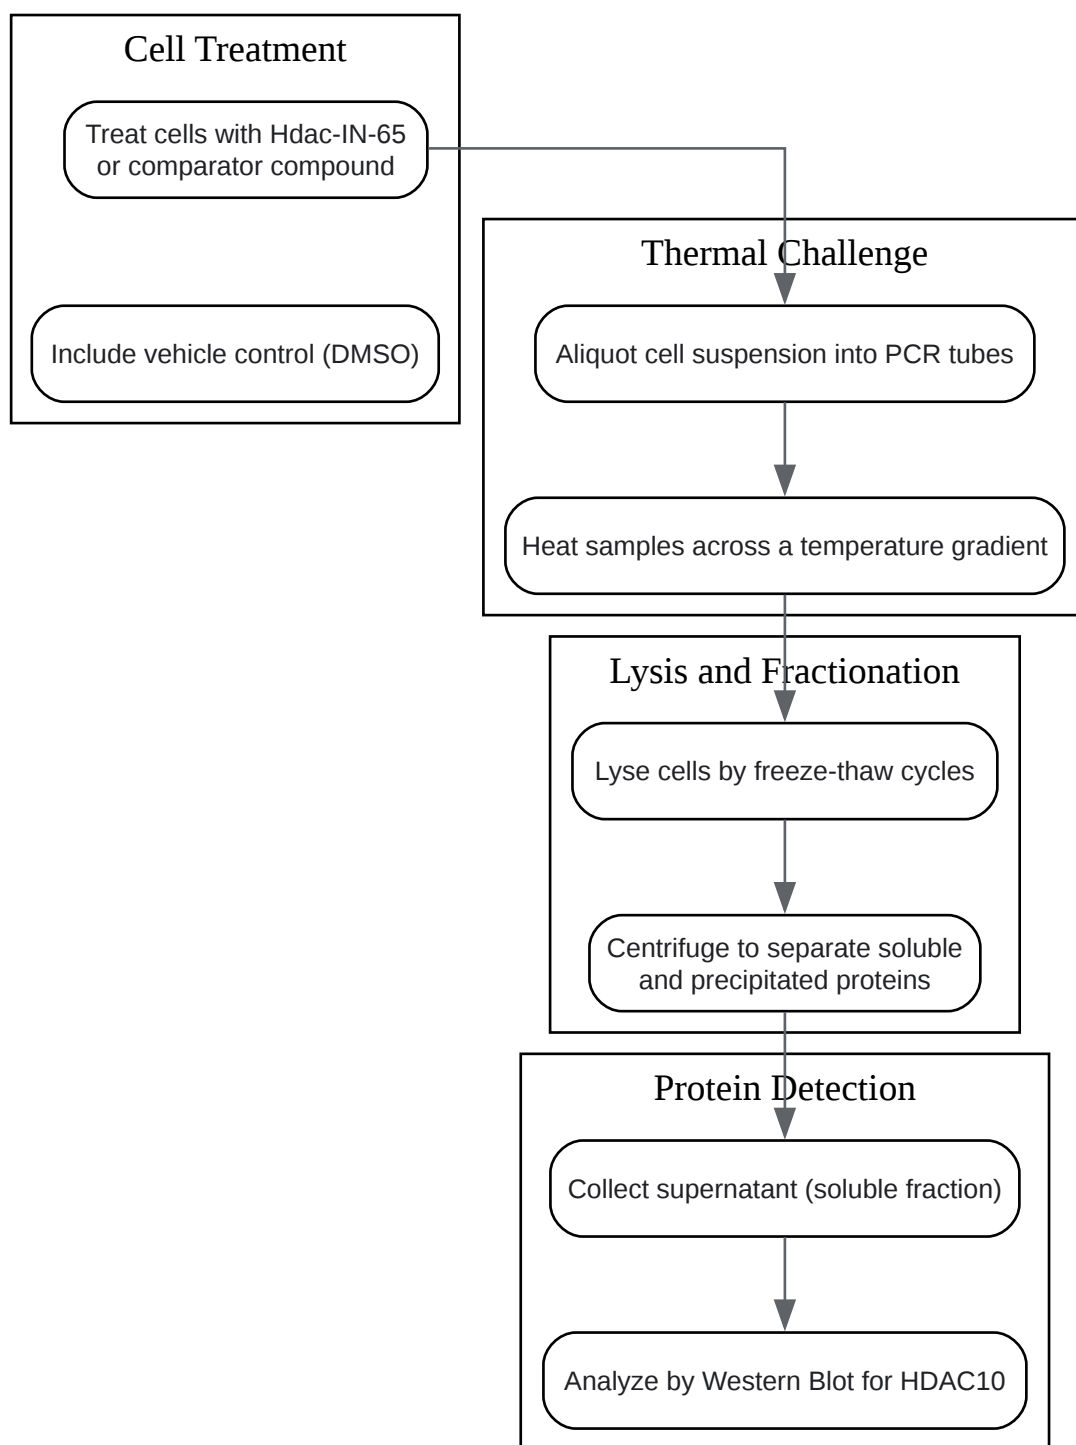 Cell Treatment
Treat cells with Hdac-IN-65
or comparator compound
Include vehicle control (DMSO)
Thermal Challenge
Aliquot cell suspension into PCR tubes
Heat samples across a temperature gradient
Lysis and Fractionation
Lyse cells by freeze-thaw cycles
Centrifuge to separate soluble
and precipitated proteins
Protein Detection
Collect supernatant (soluble fraction)
Analyze by Western Blot for HDAC10